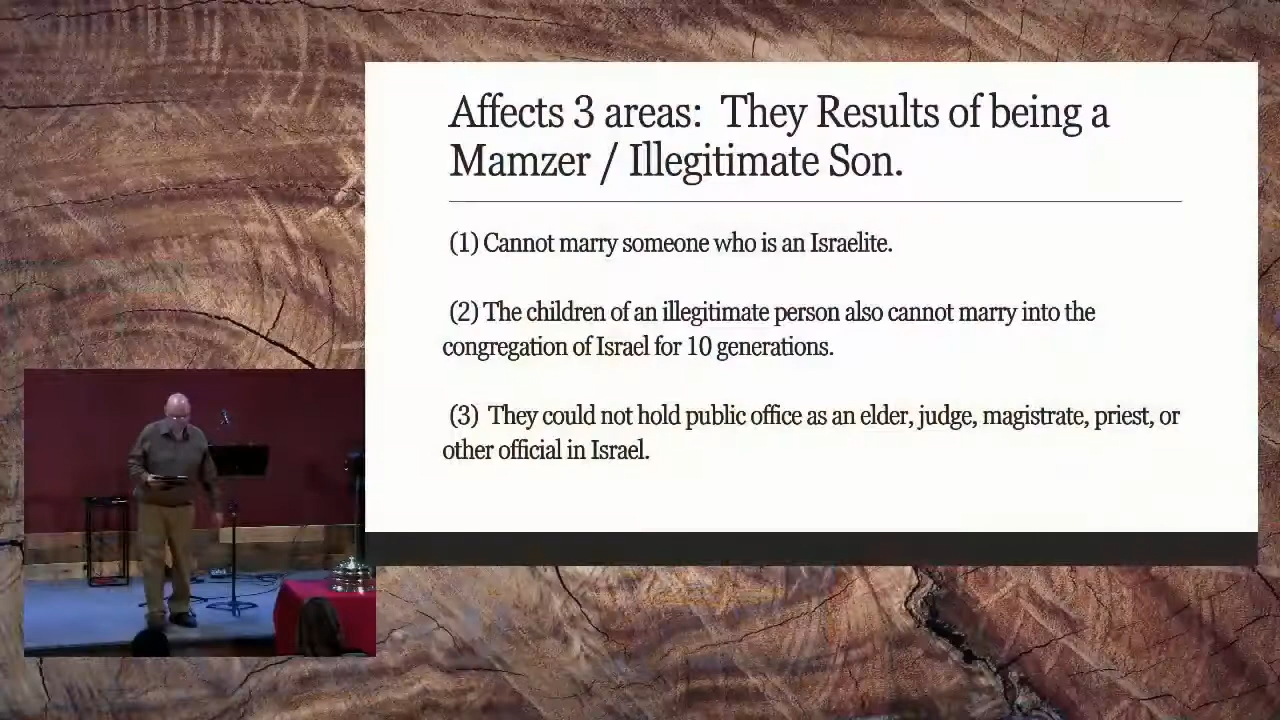 Affects 3 areas:  They Results of being a
Mamzer / Illegitimate Son.
(1) Cannot marry someone who is an Israelite.
(2) The children of an illegitimate person also cannot marry into the
congregation of Israel for 10 generations.
(3)  They could not hold public office as an elder, judge, magistrate, priest, or
other official in Israel.